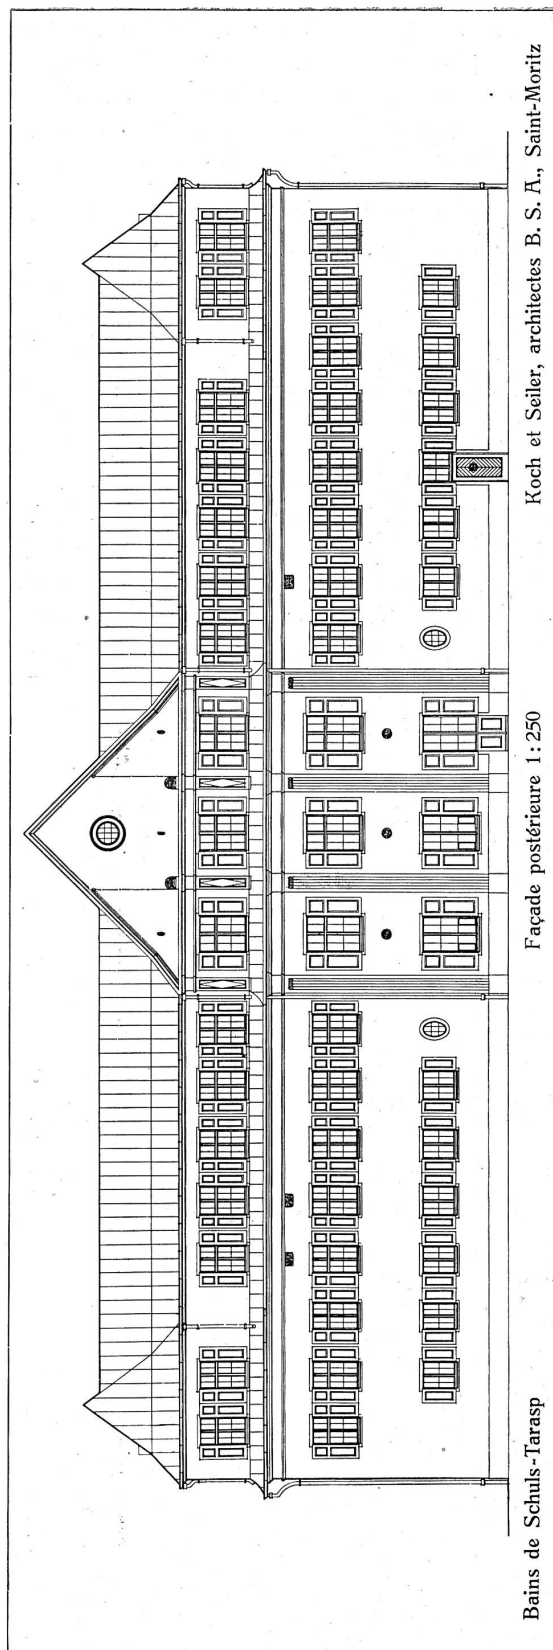 Bains de Schuls-Tarasp
Façade postérieure 1:250
Koch et Seiler, architectes B. S. A., Saint-Moritz